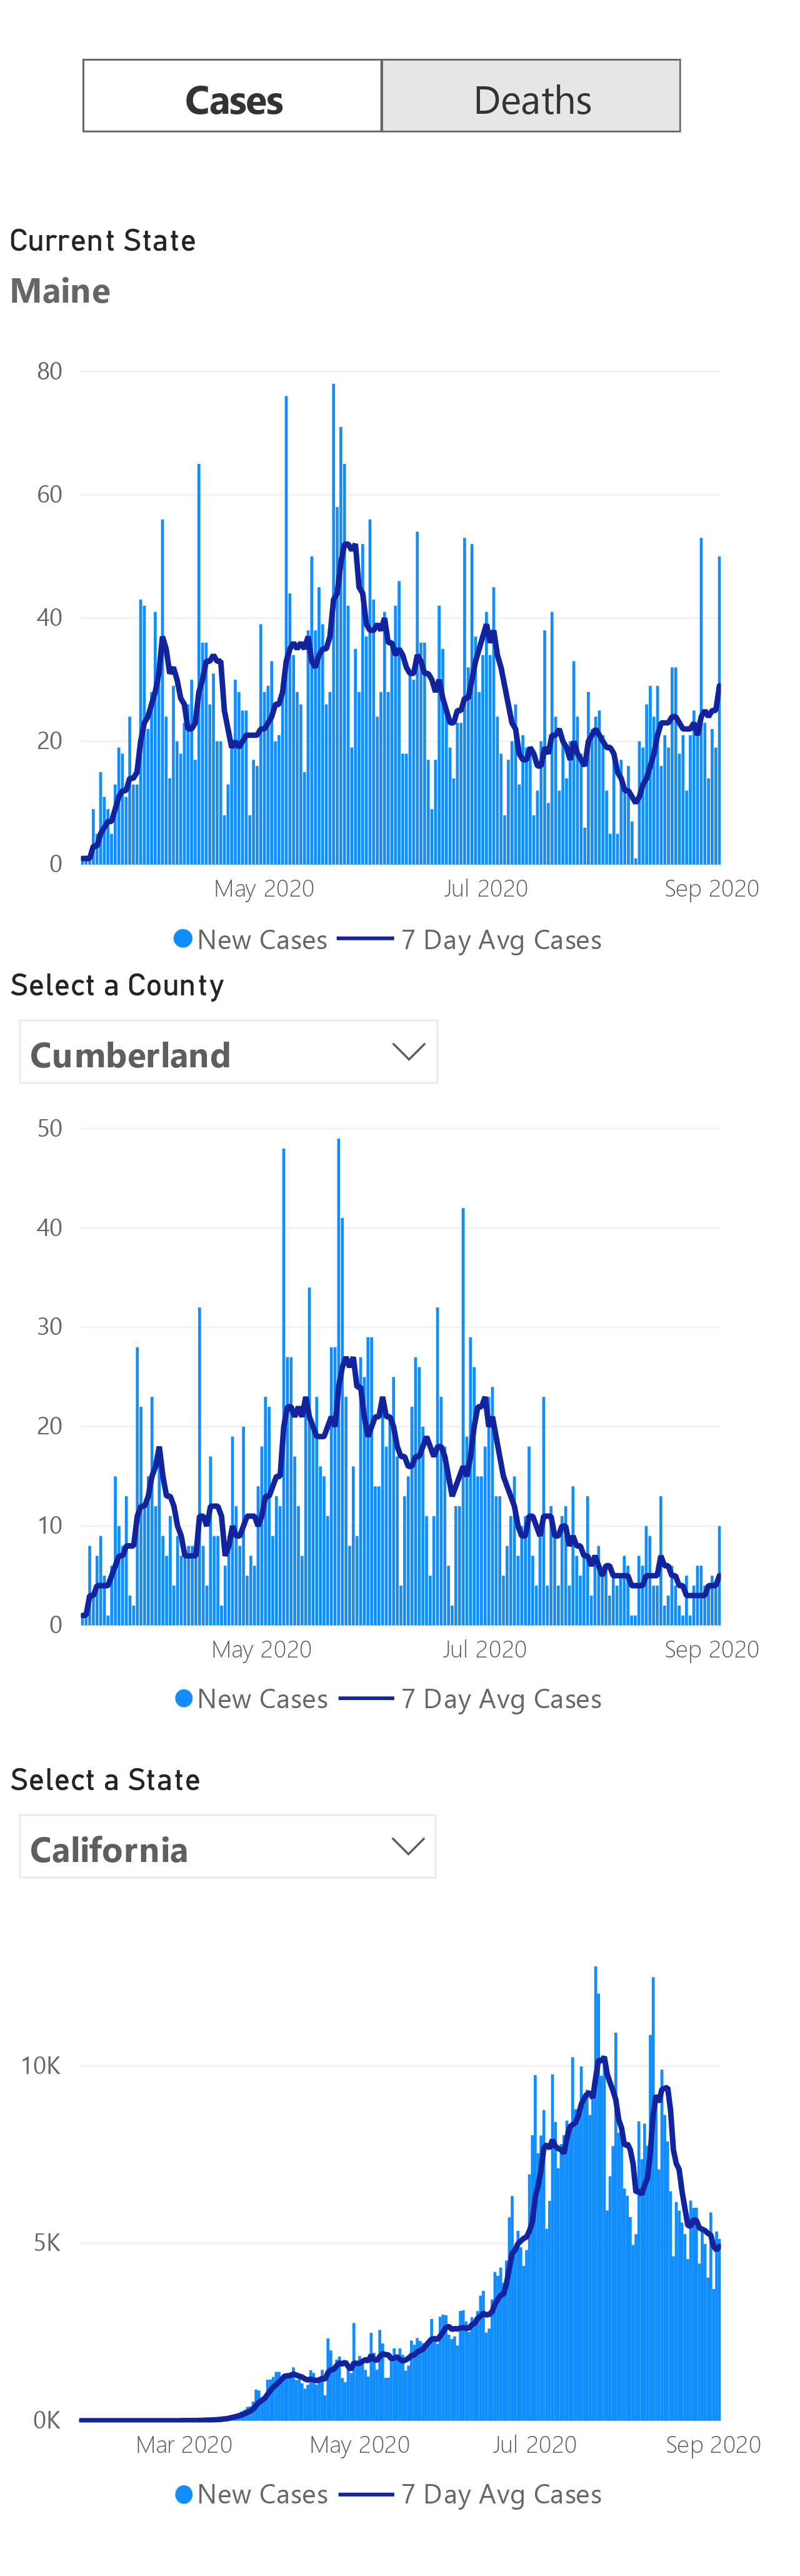 Cases Deaths
Current State
Maine
80
60
40
20
0
May 2020 Jul 2020 Sep 2020
New Cases 7 Day Avg Cases
Select a County
Cumberland
50
40
30
20
10
0
May 2020 Jul 2020 Sep 2020
New Cases 7 Day Avg Cases
Select a State
California
10K
5K
0K
Mar 2020 May 2020 Jul 2020 Sep 2020
New Cases 7 Day Avg Cases